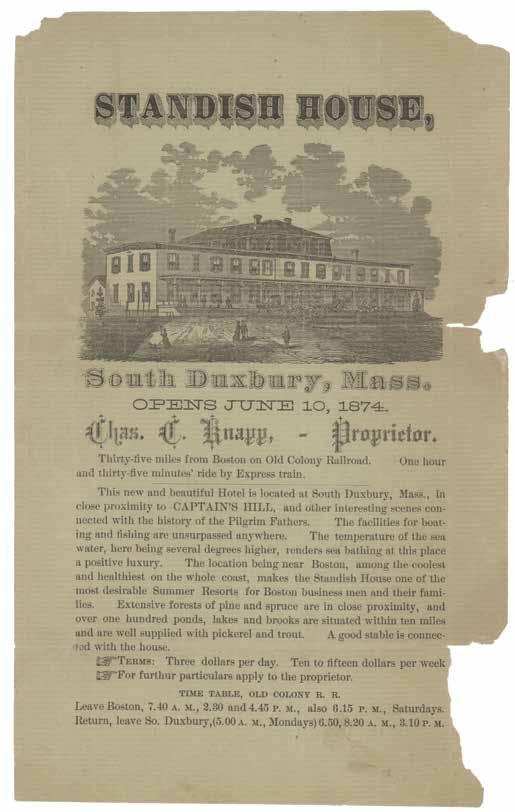 STANDISH HOUSE,
South Duxbury, Mass.
OPENS JUNE 10, 1874.
Chas. C. Knapp, - Proprietor.
Thirty-five miles from Boston on Old Colony Railroad. One hour
and thirty-five minutes' ride by Express train.
This new and beautiful Hotel is located at South Duxbury, Mass., in
close proximity to CAPTAIN'S HILL, and other interesting scenes con-
nected with the history of the Pilgrim Fathers. The facilities for boat-
ing and fishing are unsurpassed anywhere. The temperature of the sea
water, here being several degrees higher, renders sea bathing at this place
a positive luxury. The location being near Boston, among the coolest
and healthiest on the whole coast, makes the Standish House one of the
most desirable Summer Resorts for Boston business men and their fami-
lies. Extensive forests of pine and spruce are in close proximity, and
over one hundred ponds, lakes and brooks are situated within ten miles
and are well supplied with pickerel and trout. A good stable is connec-
ted with the house.
☞ TERMS: Three dollars per day. Ten to fifteen dollars per week
☞ For furthur particulars apply to the proprietor.
TIME TABLE, OLD COLONY R. R.
Leave Boston, 7.40 A. M., 2.30 and 4.45 P. M., also 6.15 P. M., Saturdays.
Return, leave So. Duxbury,(5.00 A. M., Mondays) 6.50, 8.20 A. M., 3.10 P. M.